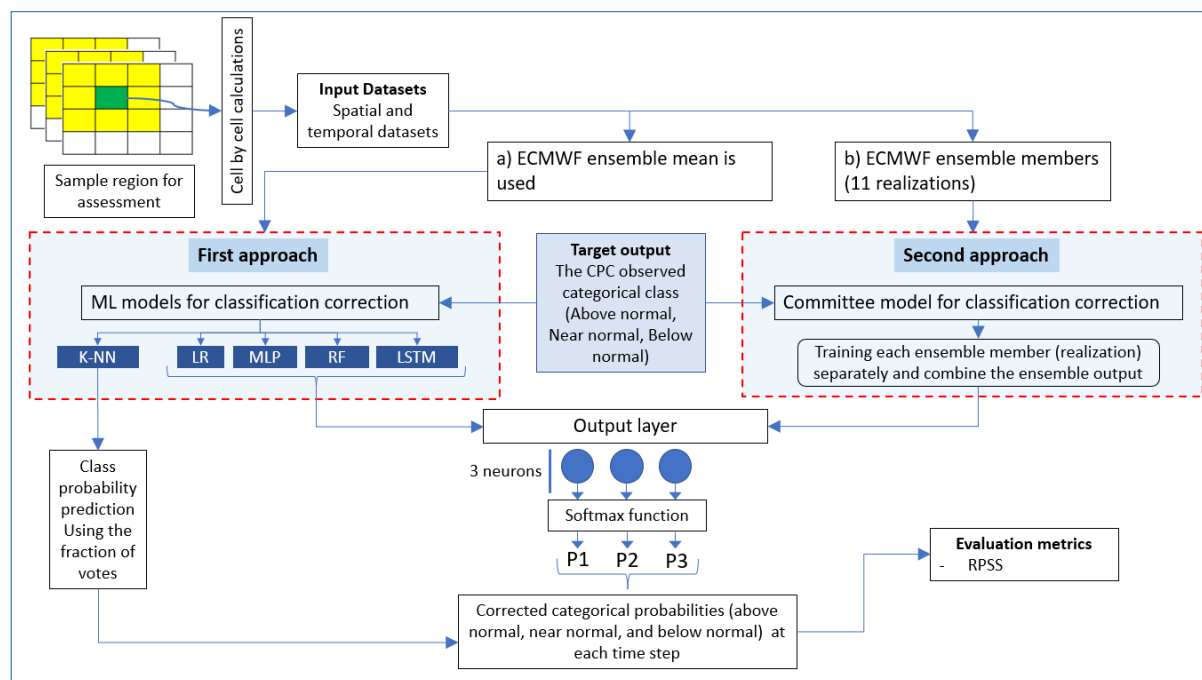 Cell by cell calculations
Sample region for
assessment
Input Datasets
Spatial and
temporal datasets
a) ECMWF ensemble mean is
used
b) ECMWF ensemble members
(11 realizations)
First approach
ML models for classification correction
K-NN
LR
MLP
RF
LSTM
Target output
The CPC observed
categorical class
(Above normal,
Near normal, Below
normal)
Second approach
Committee model for classification correction
Training each ensemble member (realization)
separately and combine the ensemble output
Output layer
3 neurons
Softmax function
P1 P2 P3
Class
probability
prediction
Using the
fraction of
votes
Corrected categorical probabilities (above
normal, near normal, and below normal) at
each time step
Evaluation metrics
- RPSS